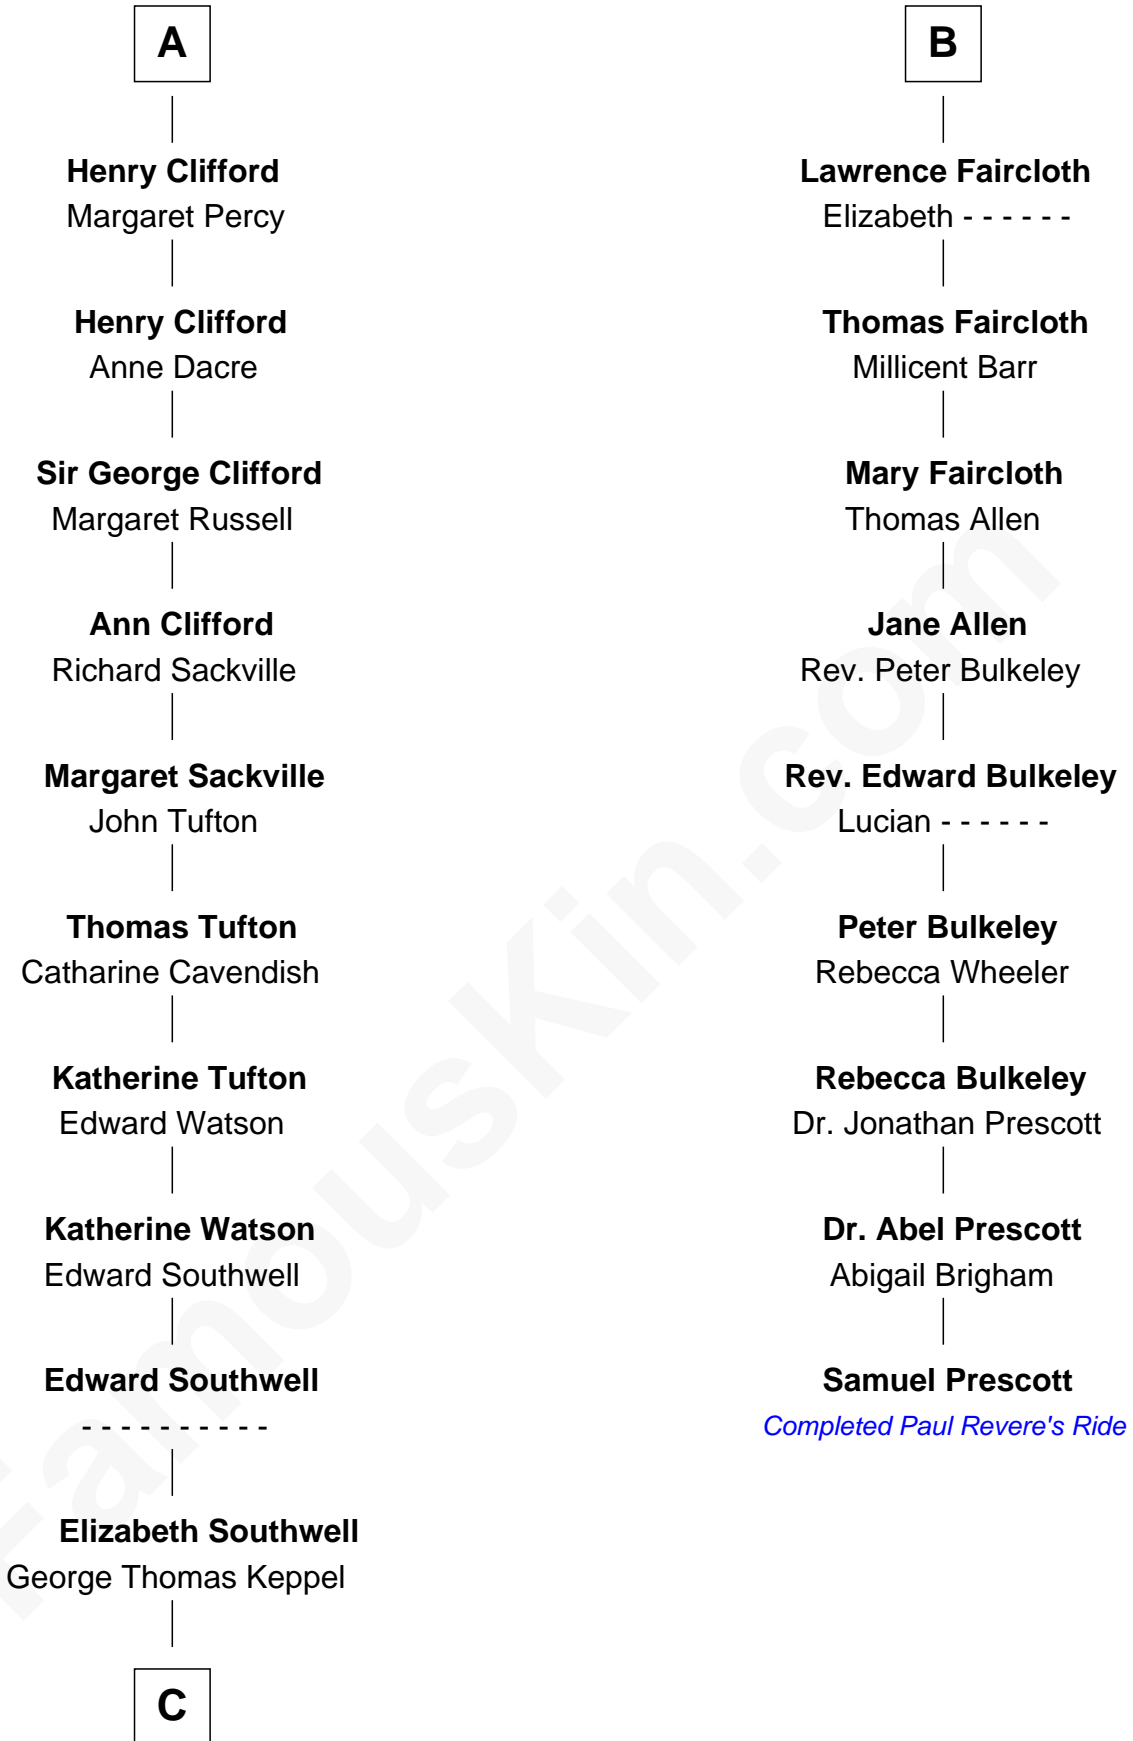 A
Henry Clifford
Margaret Percy
Henry Clifford
Anne Dacre
Sir George Clifford
Margaret Russell
Ann Clifford
Richard Sackville
Margaret Sackville
John Tufton
Thomas Tufton
Catharine Cavendish
Katherine Tufton
Edward Watson
Katherine Watson
Edward Southwell
Edward Southwell
- - - - - - - - - -
Elizabeth Southwell
George Thomas Keppel
C
B
Lawrence Faircloth
Elizabeth - - - - - -
Thomas Faircloth
Millicent Barr
Mary Faircloth
Thomas Allen
Jane Allen
Rev. Peter Bulkeley
Rev. Edward Bulkeley
Lucian - - - - - -
Peter Bulkeley
Rebecca Wheeler
Rebecca Bulkeley
Dr. Jonathan Prescott
Dr. Abel Prescott
Abigail Brigham
Samuel Prescott
Completed Paul Revere's Ride
FamousKin.com